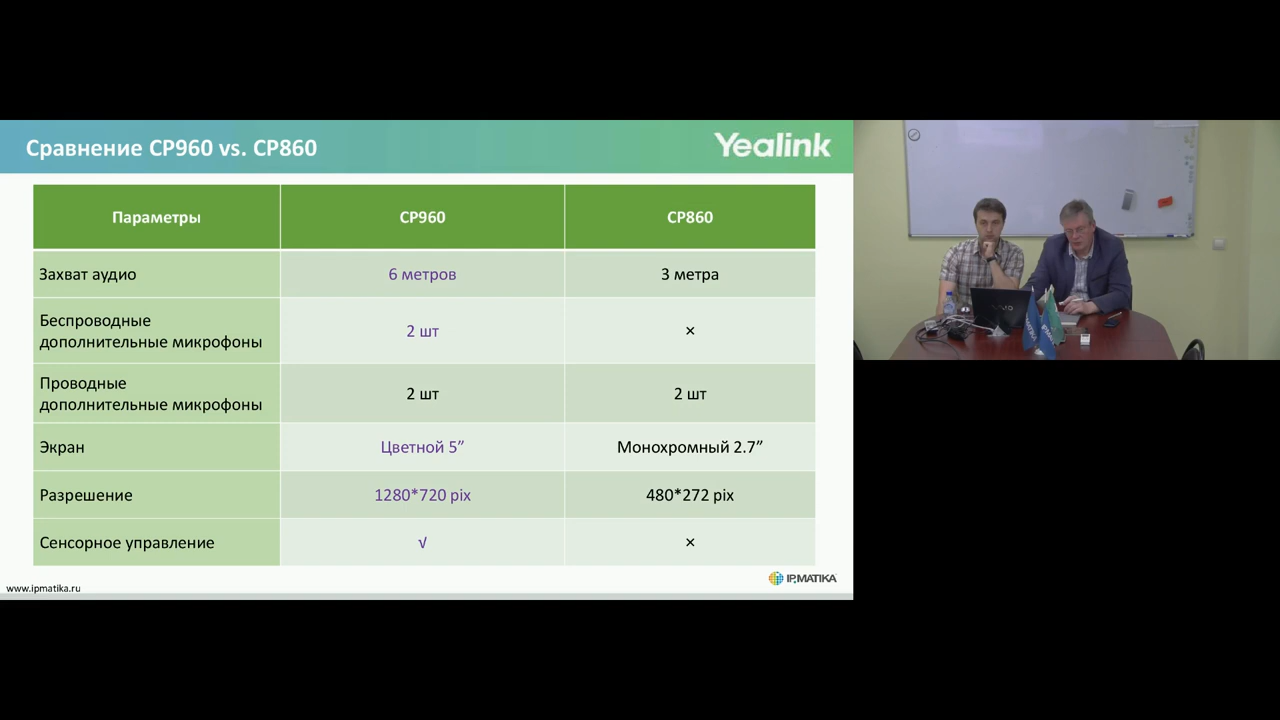 Сравнение CP960 vs. CP860
Yealink
Параметры
CP960
CP860
Захват аудио
6 метров
3 метра
Беспроводные
дополнительные микрофоны
2 шт
×
Проводные
дополнительные микрофоны
2 шт
2 шт
Экран
Цветной 5”
Монохромный 2.7”
Разрешение
1280*720 pix
480*272 pix
Сенсорное управление
√
×
www.ipmatika.ru
IPMATIKA